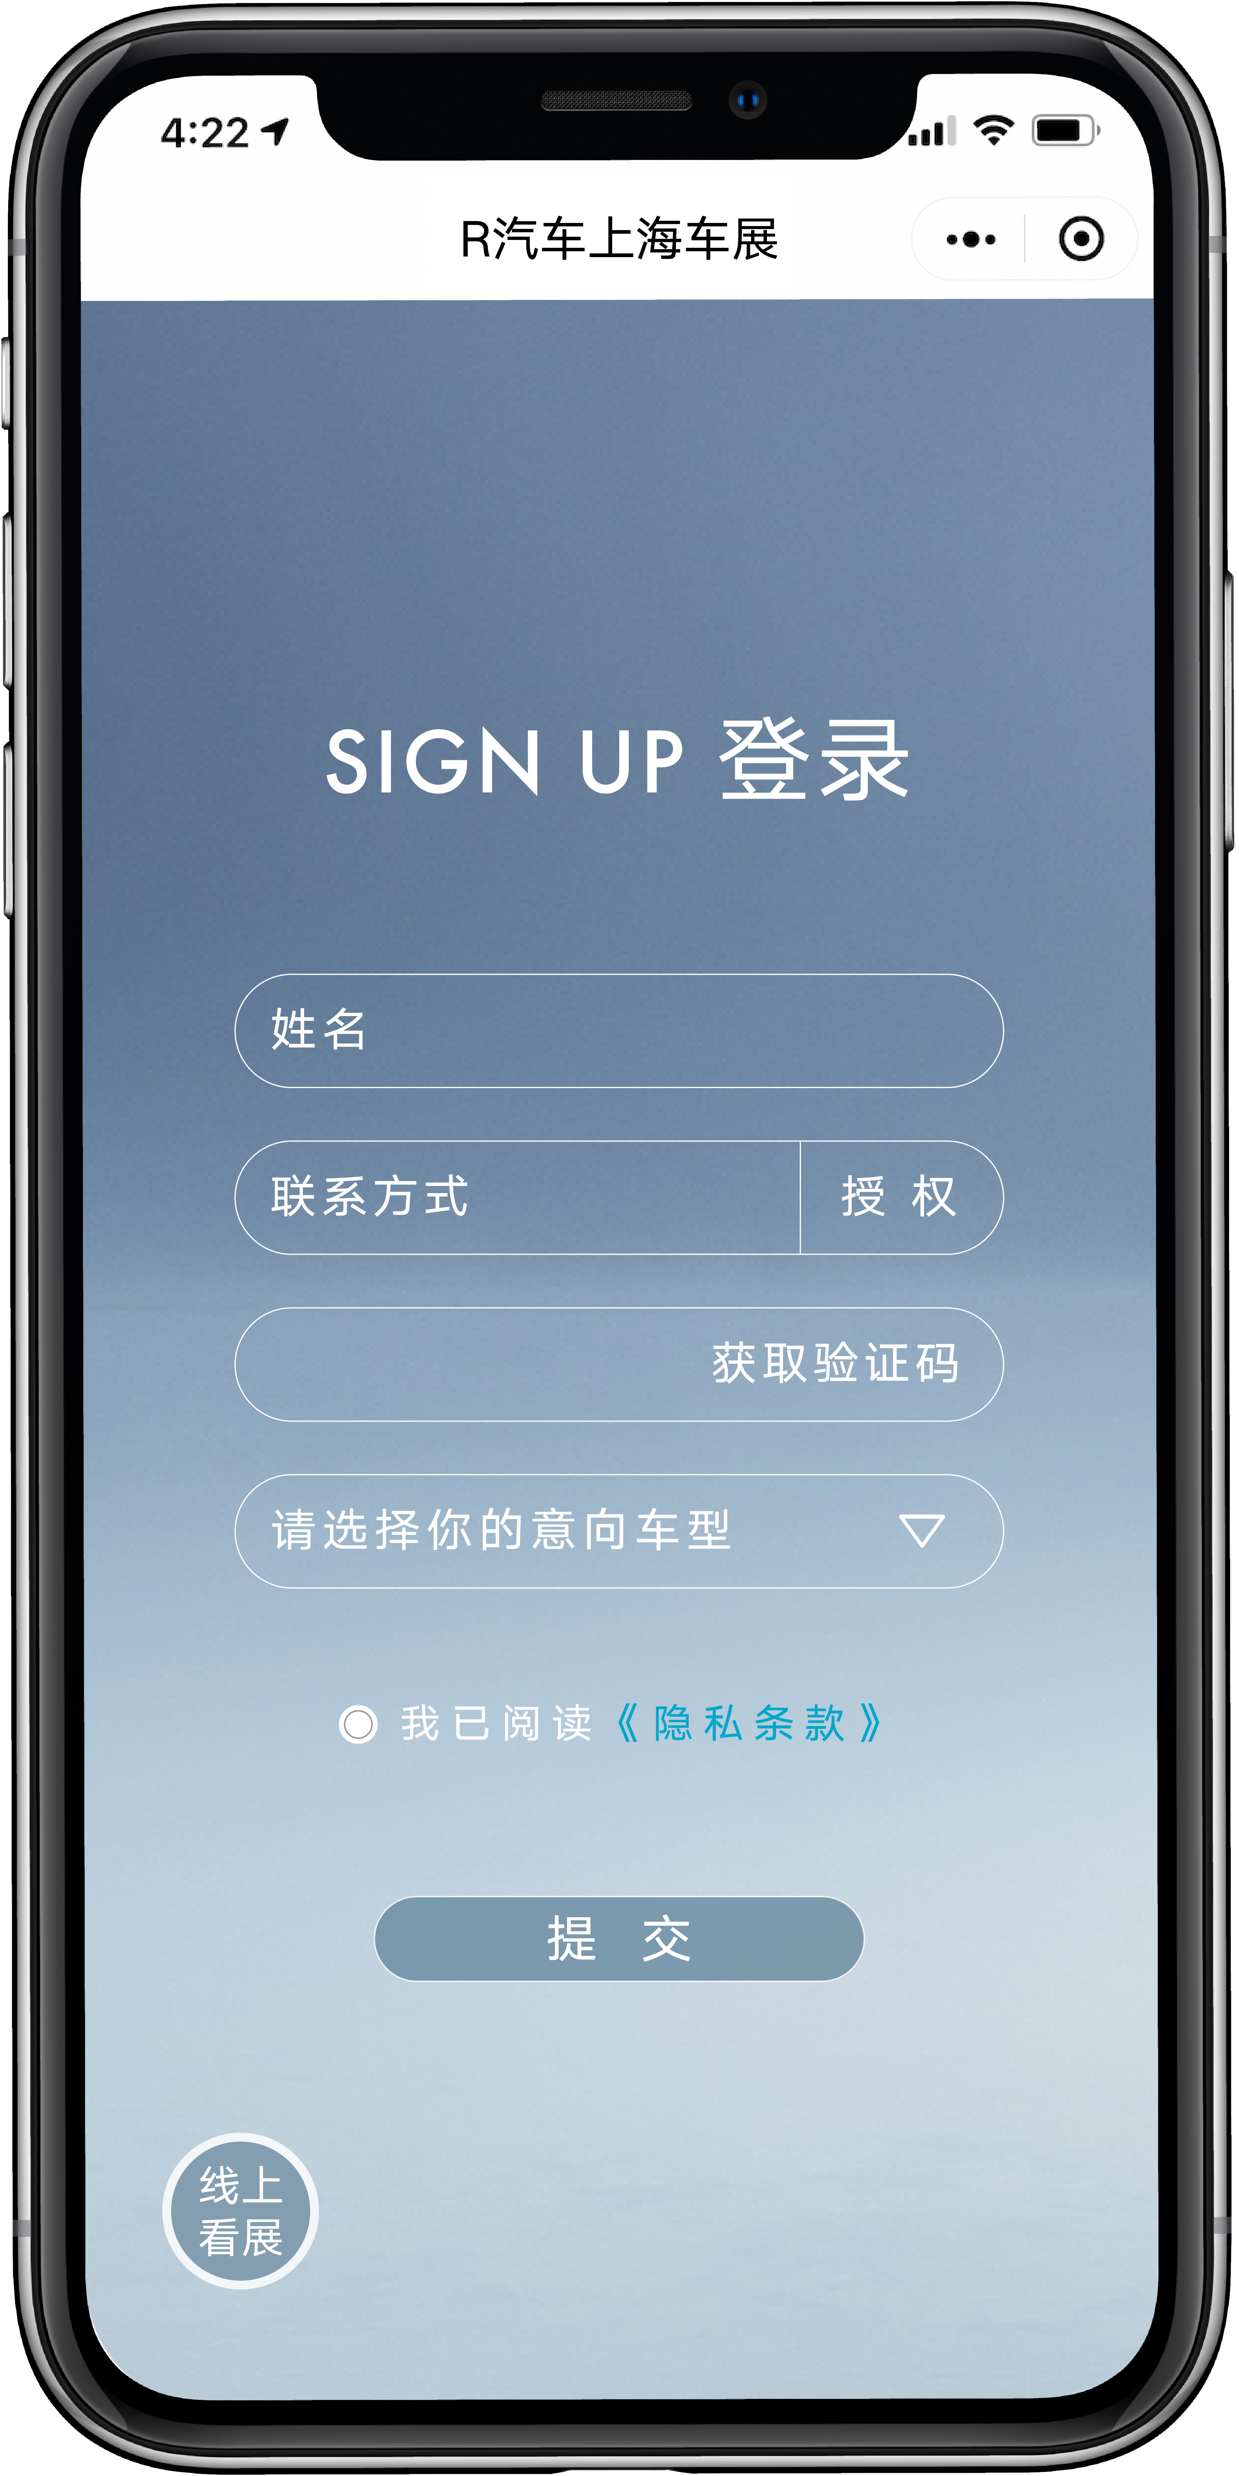 4:22
R汽车上海车展
SIGN UP 登录
姓名
联系方式 授 权
获取验证码
请选择你的意向车型
我已阅读《隐私条款》
提 交
线上
看展